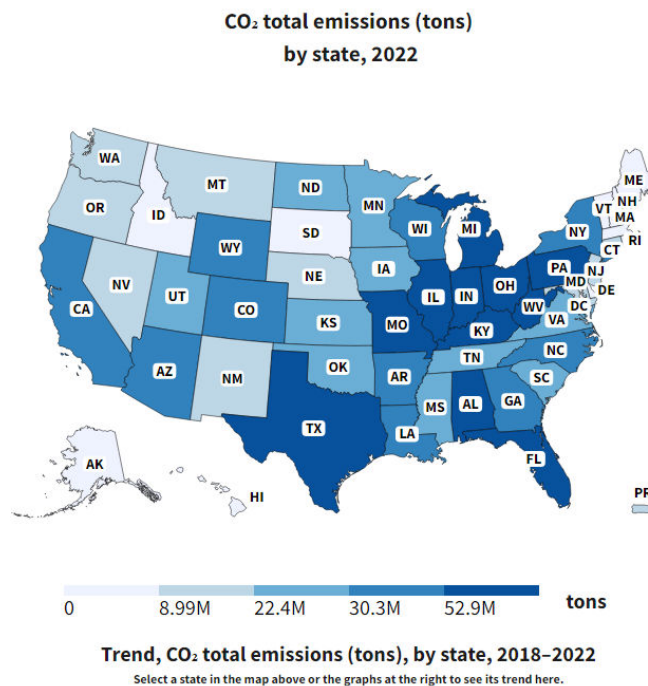 CO₂ total emissions (tons)
by state, 2022
WA
MT
ND
MN
ME
OR
ID
SD
WI
MI
VT
NH
NY
MA
WY
CT
RI
NE
IA
PA
NJ
NV
UT
CO
IL
IN
OH
MD
DE
CA
KS
MO
WV
DC
KY
VA
AZ
NM
OK
AR
TN
NC
SC
TX
LA
MS
AL
GA
FL
AK
HI
PR
0 8.99M 22.4M 30.3M 52.9M tons
Trend, CO₂ total emissions (tons), by state, 2018–2022
Select a state in the map above or the graphs at the right to see its trend here.